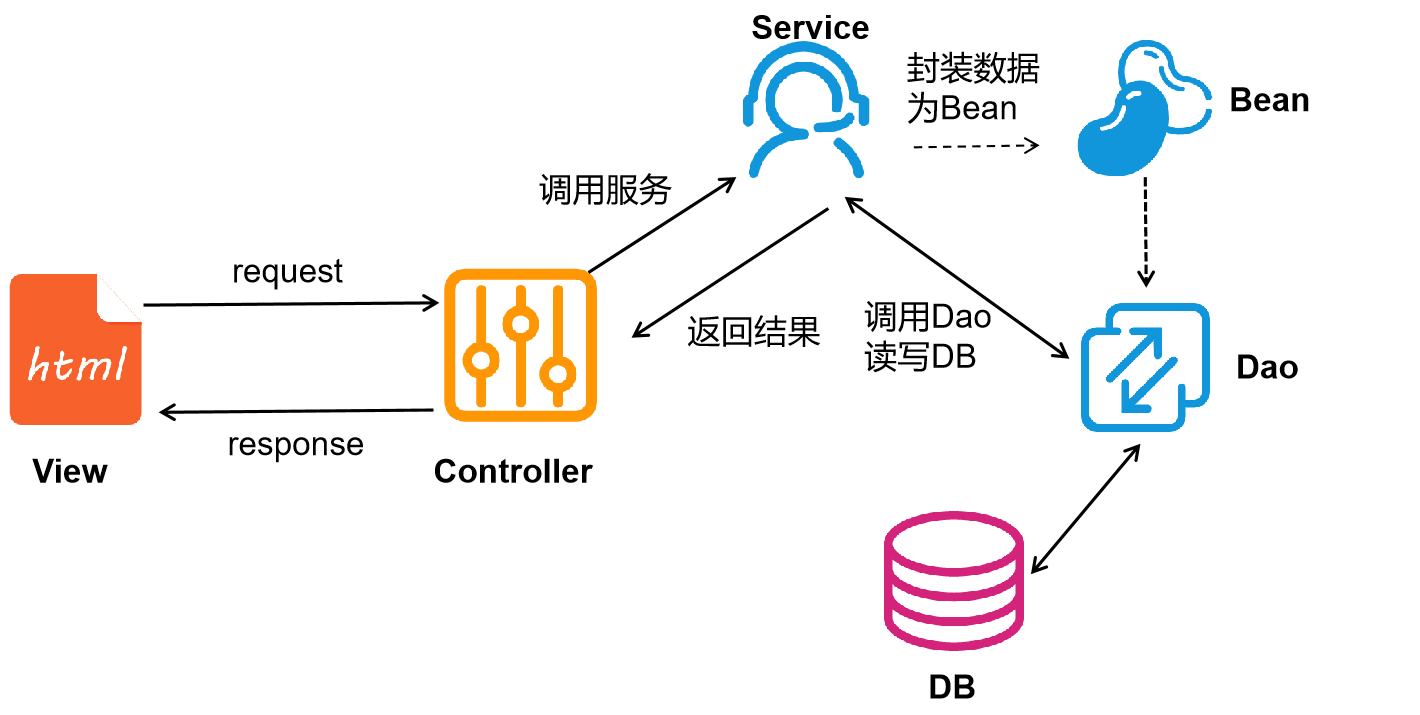 Service
封装数据
为Bean
Bean
调用服务
request
html
返回结果
调用Dao
读写DB
Dao
response
View
Controller
DB